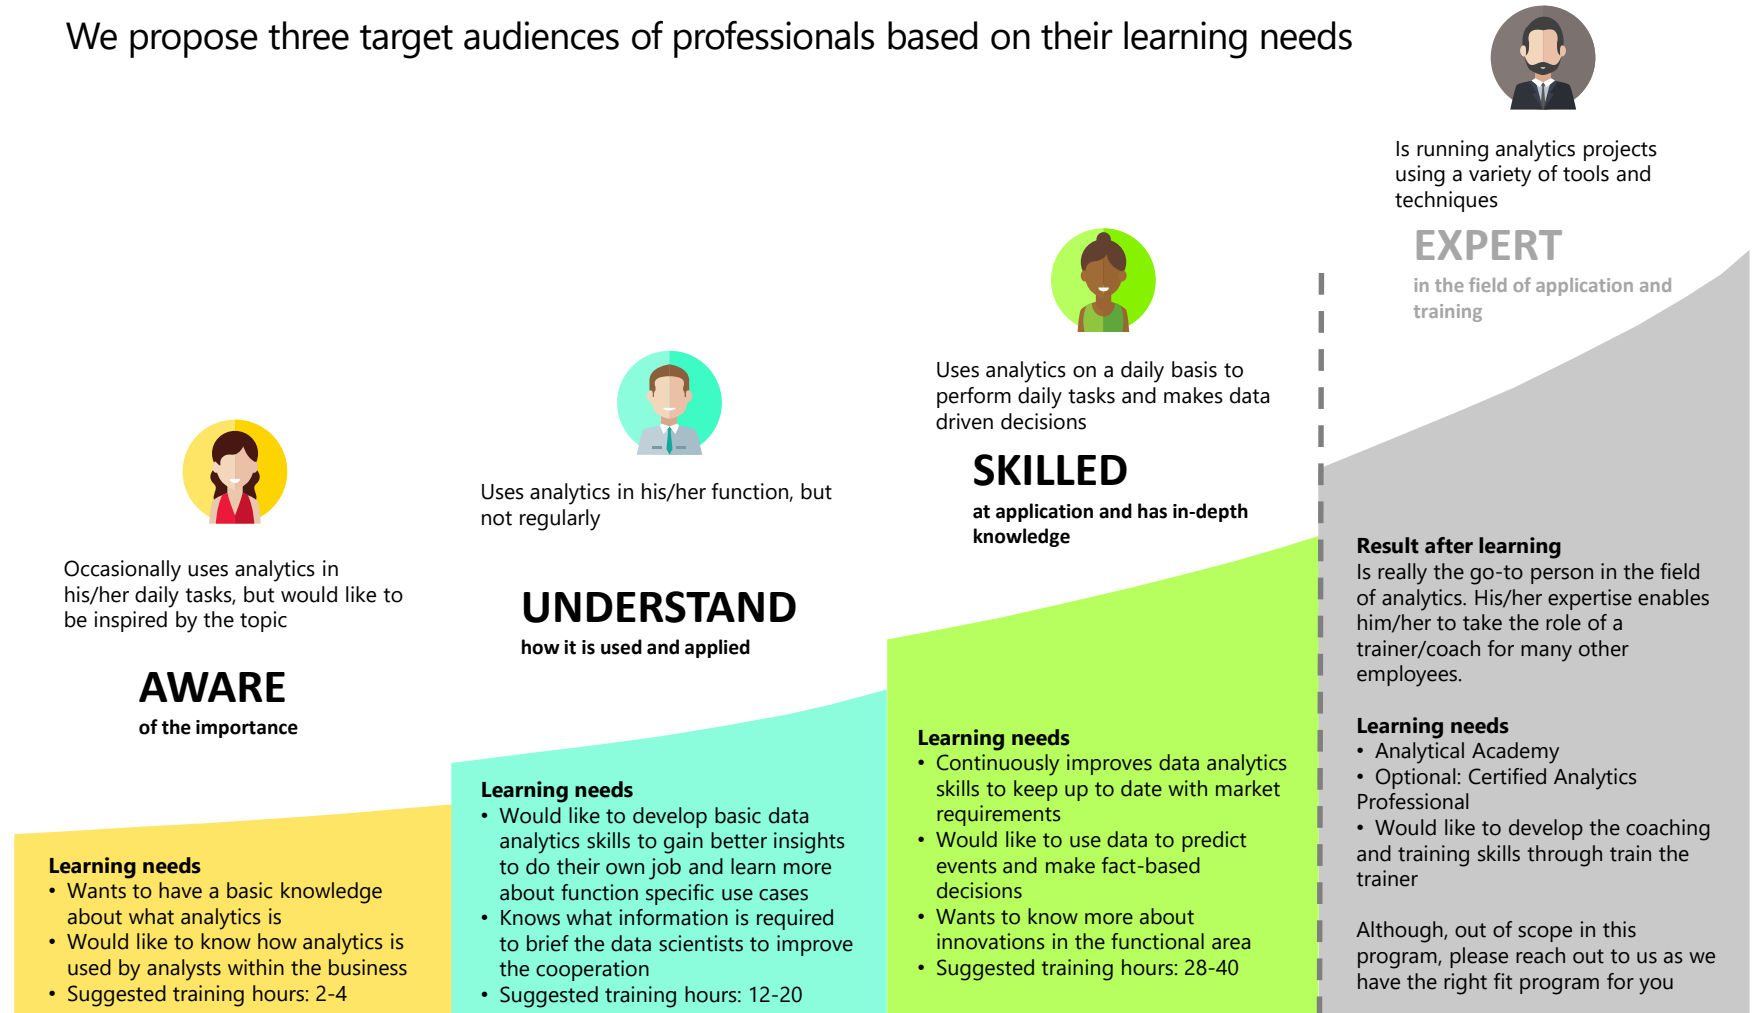 We propose three target audiences of professionals based on their learning needs
Occasionally uses analytics in
his/her daily tasks, but would like to
be inspired by the topic
AWARE
of the importance
Learning needs
• Wants to have a basic knowledge
about what analytics is
• Would like to know how analytics is
used by analysts within the business
• Suggested training hours: 2-4
Uses analytics in his/her function, but
not regularly
UNDERSTAND
how it is used and applied
Learning needs
• Would like to develop basic data
analytics skills to gain better insights
to do their own job and learn more
about function specific use cases
• Knows what information is required
to brief the data scientists to improve
the cooperation
• Suggested training hours: 12-20
Uses analytics on a daily basis to
perform daily tasks and makes data
driven decisions
SKILLED
at application and has in-depth
knowledge
Learning needs
• Continuously improves data analytics
skills to keep up to date with market
requirements
• Would like to use data to predict
events and make fact-based
decisions
• Wants to know more about
innovations in the functional area
• Suggested training hours: 28-40
Is running analytics projects
using a variety of tools and
techniques
EXPERT
in the field of application and
training
Result after learning
Is really the go-to person in the field
of analytics. His/her expertise enables
him/her to take the role of a
trainer/coach for many other
employees.
Learning needs
• Analytical Academy
• Optional: Certified Analytics
Professional
• Would like to develop the coaching
and training skills through train the
trainer
Although, out of scope in this
program, please reach out to us as we
have the right fit program for you